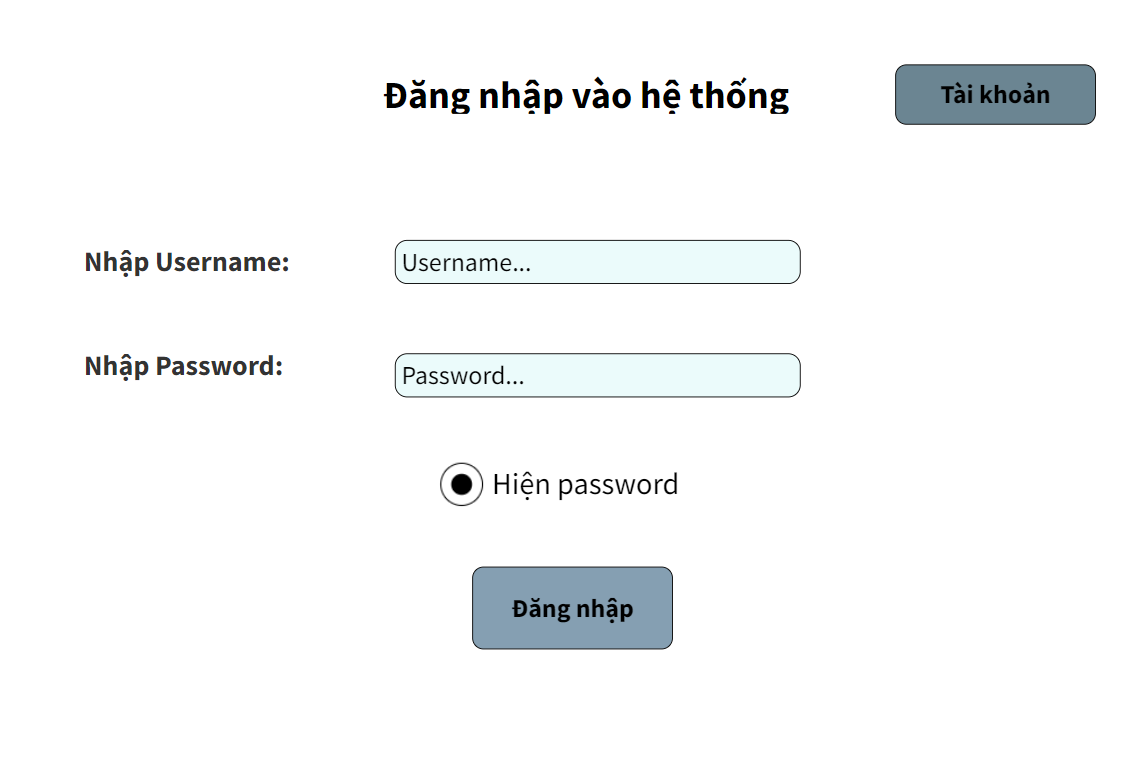 Đăng nhập vào hệ thống
Tài khoản
Nhập Username:
Username...
Nhập Password:
Password...
Hiện password
Đăng nhập